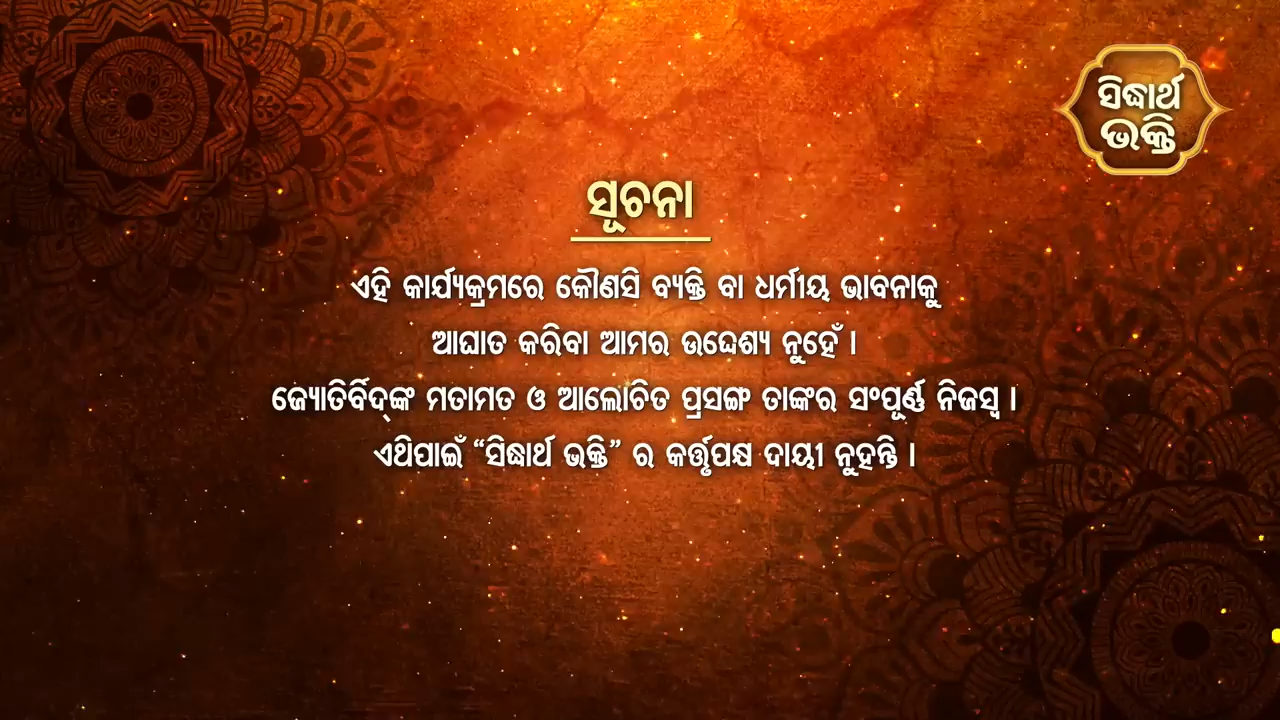 ସିଦ୍ଧାର୍ଥ
ଭକ୍ତି
ସୂଚନା
ଏହି କାର୍ଯ୍ୟକ୍ରମରେ କୌଣସି ବ୍ୟକ୍ତି ବା ଧର୍ମୀୟ ଭାବନାକୁ
ଆଘାତ କରିବା ଆମର ଉଦ୍ଦେଶ୍ୟ ନୁହେଁ ।
ଜ୍ୟୋତିର୍ବିଦ୍‌ଙ୍କ ମତାମତ ଓ ଆଲୋଚିତ ପ୍ରସଙ୍ଗ ତାଙ୍କର ସଂପୂର୍ଣ୍ଣ ନିଜସ୍ୱ ।
ଏଥିପାଇଁ “ସିଦ୍ଧାର୍ଥ ଭକ୍ତି” ର କର୍ତ୍ତୃପକ୍ଷ ଦାୟୀ ନୁହନ୍ତି ।